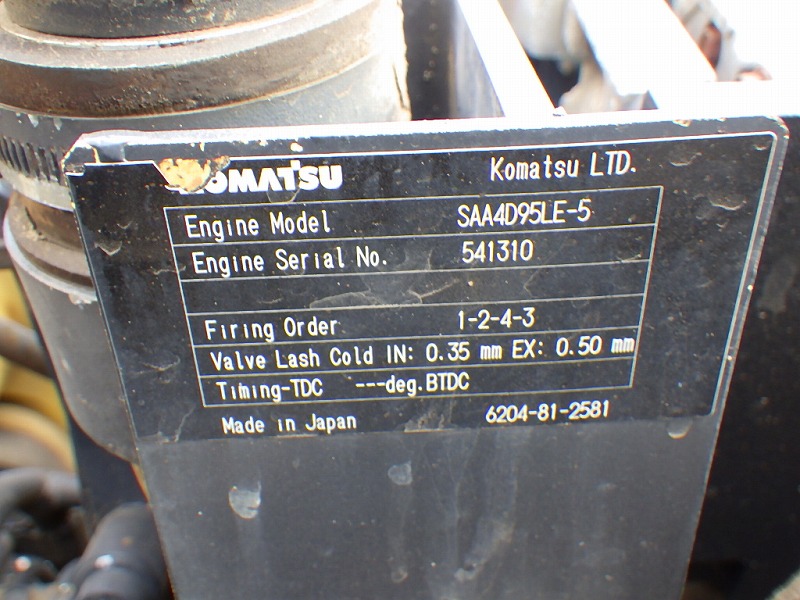 KOMATSU Komatsu LTD.
Engine Model SAA4D95LE-5
Engine Serial No. 541310
Firing Order 1-2-4-3
Valve Lash Cold IN: 0.35 mm EX: 0.50 mm
Timing-TDC ---deg.BTDC
Made in Japan 6204-81-2581